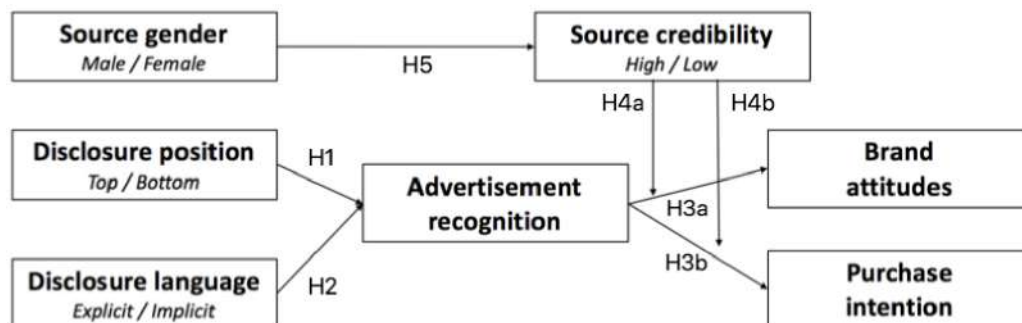 Source gender
Male / Female
H5
Source credibility
High / Low
H4a
H4b
Disclosure position
Top / Bottom
H1
Advertisement
recognition
H3a
H3b
Brand
attitudes
Disclosure language
Explicit / Implicit
H2
Purchase
intention